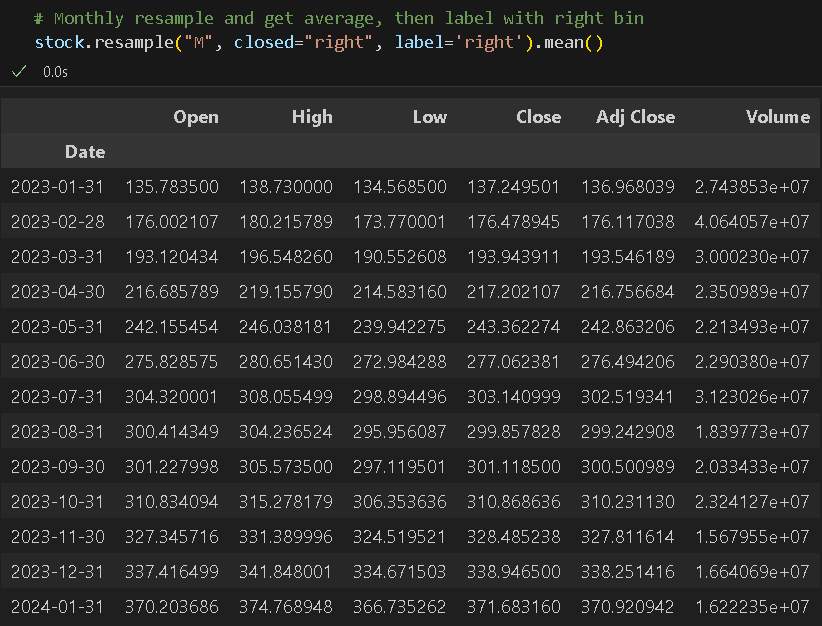 # Monthly resample and get average, then label with right bin
stock.resample("M", closed="right", label='right').mean()
0.0s
Open High Low Close Adj Close Volume
Date
2023-01-31 135.783500 138.730000 134.568500 137.249501 136.968039 2.743853e+07
2023-02-28 176.002107 180.215789 173.770001 176.478945 176.117038 4.064057e+07
2023-03-31 193.120434 196.548260 190.552608 193.943911 193.546189 3.000230e+07
2023-04-30 216.685789 219.155790 214.583160 217.202107 216.756684 2.350989e+07
2023-05-31 242.155454 246.038181 239.942275 243.362274 242.863206 2.213493e+07
2023-06-30 275.828575 280.651430 272.984288 277.062381 276.494206 2.290380e+07
2023-07-31 304.320001 308.055499 298.894496 303.140999 302.519341 3.123026e+07
2023-08-31 300.414349 304.236524 295.956087 299.857828 299.242908 1.839773e+07
2023-09-30 301.227998 305.573500 297.119501 301.118500 300.500989 2.033433e+07
2023-10-31 310.834094 315.278179 306.353636 310.868636 310.231130 2.324127e+07
2023-11-30 327.345716 331.389996 324.519521 328.485238 327.811614 1.567955e+07
2023-12-31 337.416499 341.848001 334.671503 338.946500 338.251416 1.664069e+07
2024-01-31 370.203686 374.768948 366.735262 371.683160 370.920942 1.622235e+07